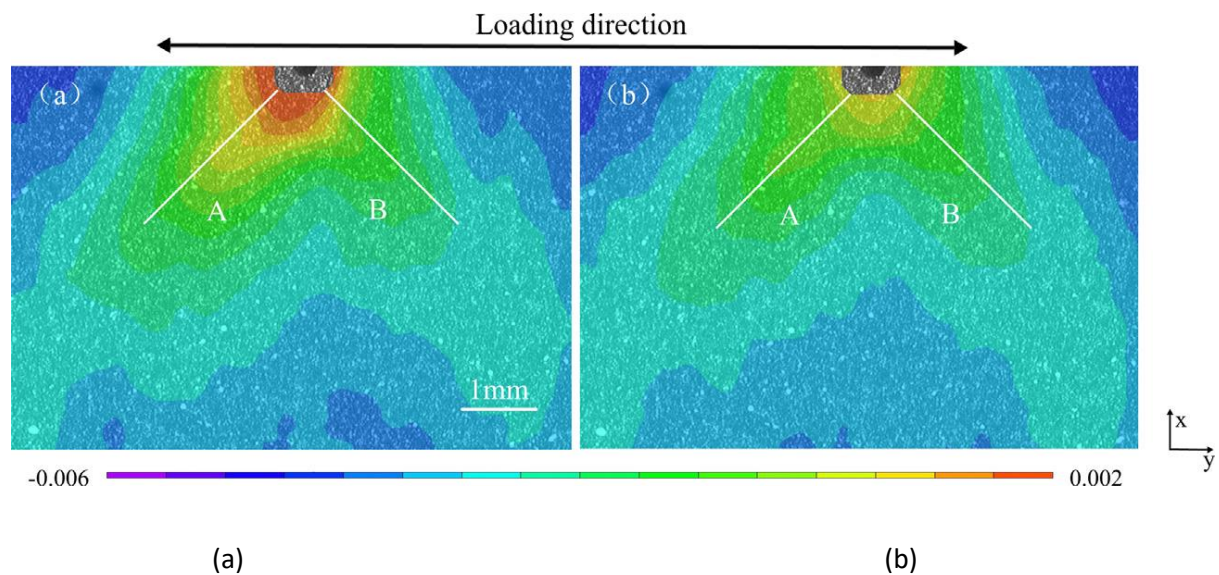 Loading direction
（a）
（b）
A
B
A
B
1mm
x
y
-0.006
0.002
(a)
(b)